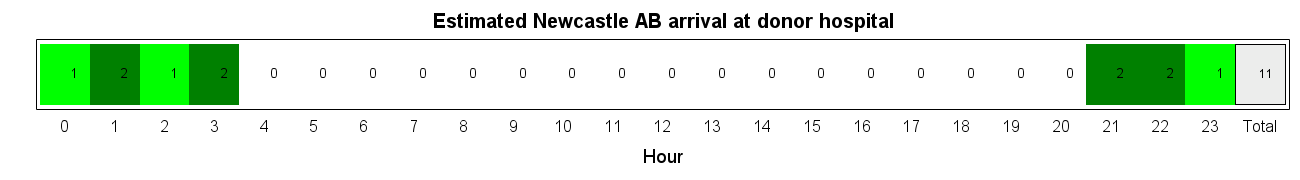 Estimated Newcastle AB arrival at donor hospital
1 2 1 2 0 0 0 0 0 0 0 0 0 0 0 0 0 0 0 0 0 2 2 1 11
0 1 2 3 4 5 6 7 8 9 10 11 12 13 14 15 16 17 18 19 20 21 22 23 Total
Hour